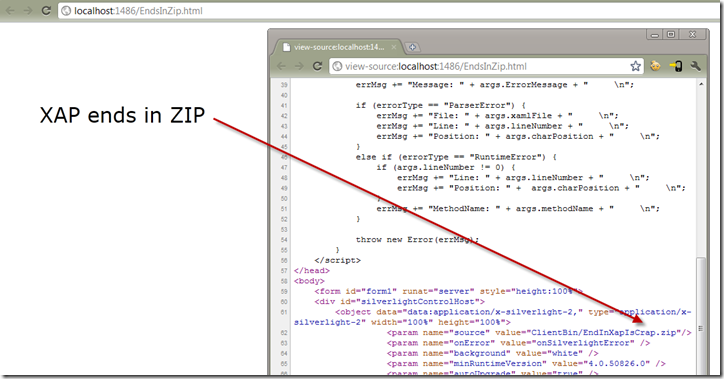 localhost:1486/EndsInZip.html
view-source:localhost:14...
view-source:localhost:1486/EndsInZip.html
XAP ends in ZIP
39 errMsg += "Message: " + args.ErrorMessage + "     \n";
40
41 if (errorType == "ParserError") {
42 errMsg += "File: " + args.xamlFile + "     \n";
43 errMsg += "Line: " + args.lineNumber + "     \n";
44 errMsg += "Position: " + args.charPosition + "     \n";
45 }
46 else if (errorType == "RuntimeError") {
47 if (args.lineNumber != 0) {
48 errMsg += "Line: " + args.lineNumber + "     \n";
49 errMsg += "Position: " +  args.charPosition + "     \n";
50 }
51 errMsg += "MethodName: " + args.methodName + "     \n";
52 }
53
54 throw new Error(errMsg);
55 }
56 </script>
57 </head>
58 <body>
59 <form id="form1" runat="server" style="height:100%">
60 <div id="silverlightControlHost">
61 <object data="data:application/x-silverlight-2," type="application/x-
silverlight-2" width="100%" height="100%">
62 <param name="source" value="ClientBin/EndInXapIsCrap.zip"/>
63 <param name="onError" value="onSilverlightError" />
64 <param name="background" value="white" />
65 <param name="minRuntimeVersion" value="4.0.50826.0" />
66 <param name="autoUpgrade" value="true" />